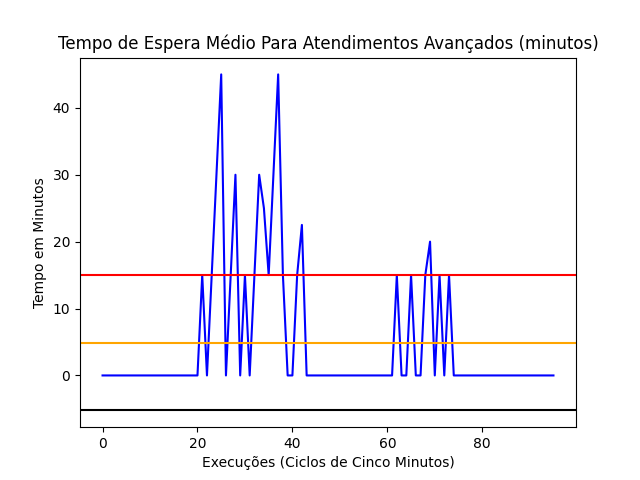 Tempo de Espera Médio Para Atendimentos Avançados (minutos)
40
30
20
10
0
Tempo em Minutos
0 20 40 60 80
Execuções (Ciclos de Cinco Minutos)